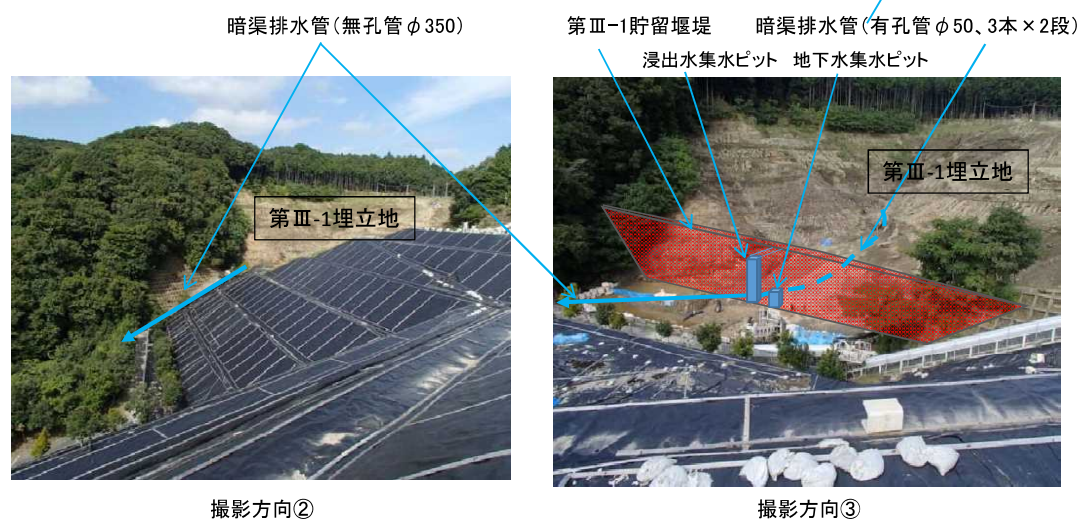 暗渠排水管(無孔管φ350)
第Ⅲ-1貯留堰堤
暗渠排水管(有孔管φ50、3本×2段)
浸出水集水ピット
地下水集水ピット
第Ⅲ-1埋立地
第Ⅲ-1埋立地
撮影方向②
撮影方向③